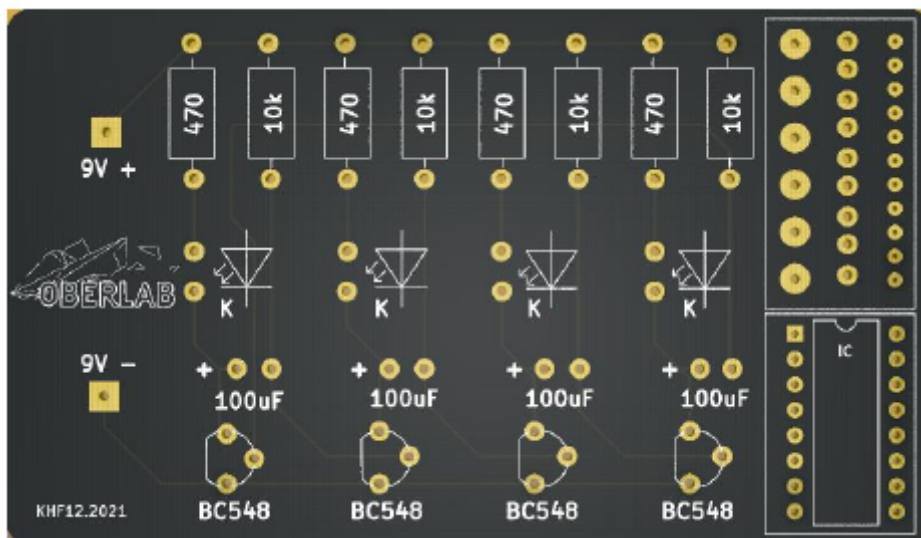 470 10k 470 10k 470 10k 470 10k
9V +
OBERLAB
K K K K
IC
9V -
+ + + +
100uF 100uF 100uF 100uF
KHF12.2021
BC548 BC548 BC548 BC548